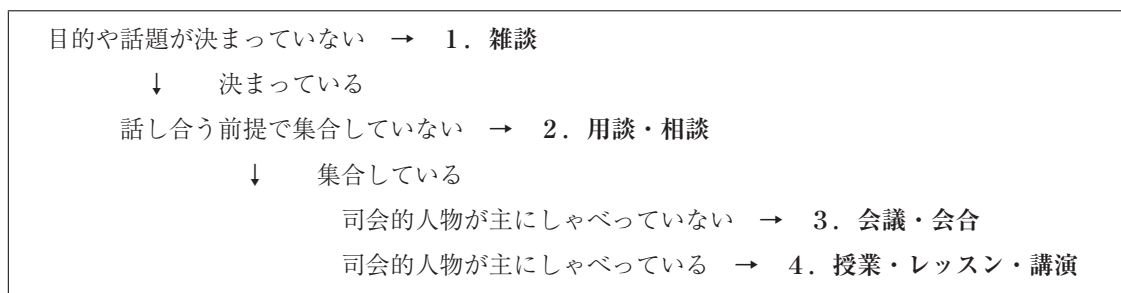 目的や話題が決まっていない → 1．雑談
↓ 決まっている
話し合う前提で集合していない → 2．用談・相談
↓ 集合している
司会的人物が主にしゃべっていない → 3．会議・会合
司会的人物が主にしゃべっている → 4．授業・レッスン・講演